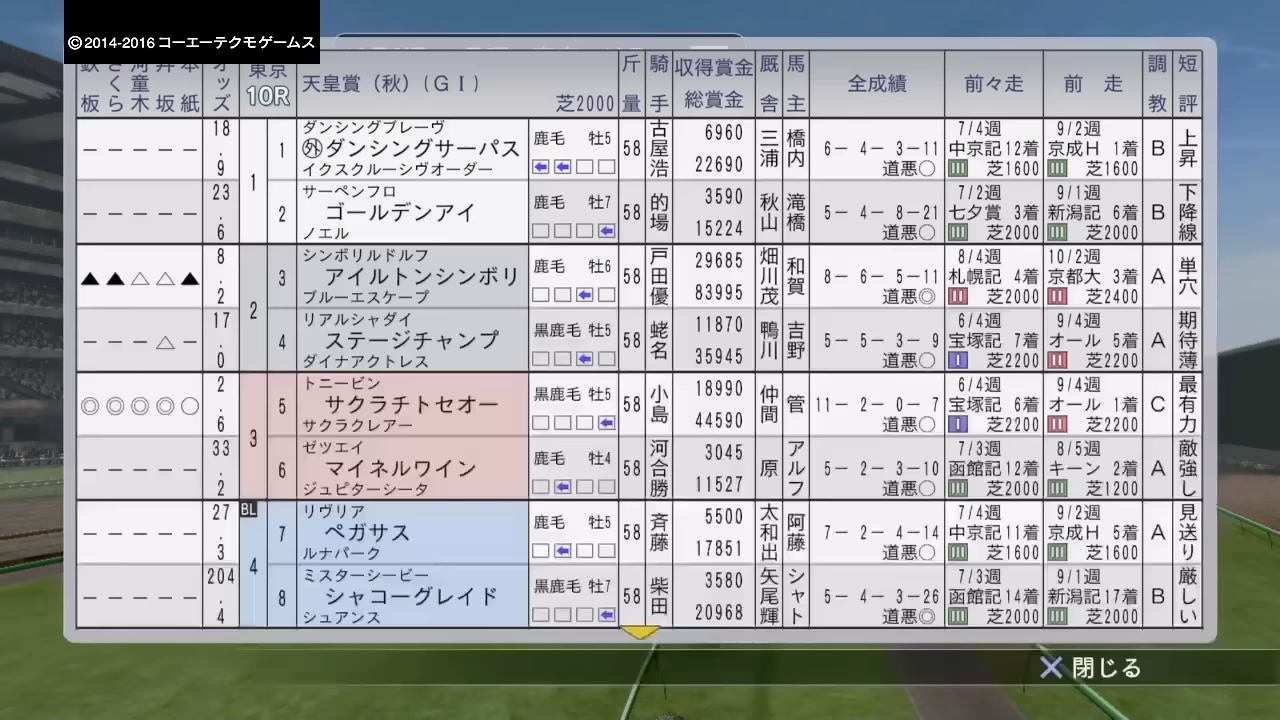 ©2014-2016 コーエーテクモゲームス
鉄板 さくら 河童木 井坂 本紙 オッズ 東京10R 天皇賞（秋）（GⅠ） 芝2000 斤量 騎手 収得賞金 総賞金 厩舎 馬主 全成績 前々走 前走 調教 短評
－－－－－ 18.9 1 1 ダンシングブレーヴ
外ダンシングサーパス 鹿毛 牡5 58 古屋浩 6960 22690 三浦 橋内 6－4－3－11 道悪○ 7/4週 中京記12着 Ⅲ 芝1600 9/2週 京成H 1着 Ⅲ 芝1600 B 上昇
イクスクルーシヴオーダー
－－－－－ 23.6 2 サーペンフロ
ゴールデンアイ 鹿毛 牡7 58 的場 3590 15224 秋山 滝橋 5－4－8－21 道悪○ 7/2週 七夕賞 3着 Ⅲ 芝2000 9/1週 新潟記 6着 Ⅲ 芝2000 B 下降線
ノエル
▲▲△△▲ 8.2 2 3 シンボリルドルフ
アイルトンシンボリ 鹿毛 牡6 58 戸田優 29685 83995 畑川茂 和賀 8－6－5－11 道悪◎ 8/4週 札幌記 4着 Ⅱ 芝2000 10/2週 京都大 3着 Ⅱ 芝2400 A 単穴
ブルーエスケープ
－－－△－ 17.0 4 リアルシャダイ
ステージチャンプ 黒鹿毛 牡5 58 蛯名 11870 35945 鴨川 吉野 5－5－3－9 道悪○ 6/4週 宝塚記 7着 Ⅰ 芝2200 9/4週 オール 5着 Ⅱ 芝2200 A 期待薄
ダイナアクトレス
◎◎◎◎○ 2.6 3 5 トニービン
サクラチトセオー 黒鹿毛 牡5 58 小島 18990 44590 仲間 菅 11－2－0－7 道悪○ 6/4週 宝塚記 6着 Ⅰ 芝2200 9/4週 オール 1着 Ⅱ 芝2200 C 最有力
サクラクレアー
－－－－－ 33.2 6 ゼツエイ
マイネルワイン 鹿毛 牡4 58 河合勝 3045 11527 原 アルフ 5－2－3－10 道悪○ 7/3週 函館記12着 Ⅲ 芝2000 8/5週 キーン 2着 Ⅲ 芝1200 A 敵強し
ジュピターシータ
－－－－－ 27.3 BL 4 7 リヴリア
ペガサス 鹿毛 牡5 58 斉藤 5500 17851 太和出 阿藤 7－2－4－14 道悪○ 7/4週 中京記11着 Ⅲ 芝1600 9/2週 京成H 5着 Ⅲ 芝1600 A 見送り
ルナパーク
－－－－－ 204.4 8 ミスターシービー
シャコーグレイド 黒鹿毛 牡7 58 柴田 3580 20968 矢尾輝 シャト 5－4－3－26 道悪◎ 7/3週 函館記14着 Ⅲ 芝2000 9/1週 新潟記17着 Ⅲ 芝2000 B 厳しい
シュアンス
閉じる